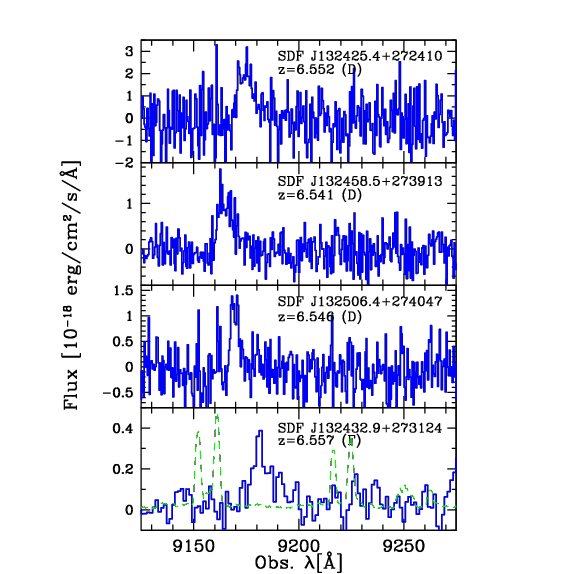 3
2
1
0
−1
−2
SDF J132425.4+272410
z=6.552 (D)
1
0
SDF J132458.5+273913
z=6.541 (D)
1.5
1
0.5
0
−0.5
SDF J132506.4+274047
z=6.546 (D)
0.4
0.2
0
SDF J132432.9+273124
z=6.557 (F)
9150 9200 9250
Obs. λ[Å]
Flux [10⁻¹⁸ erg/cm²/s/Å]